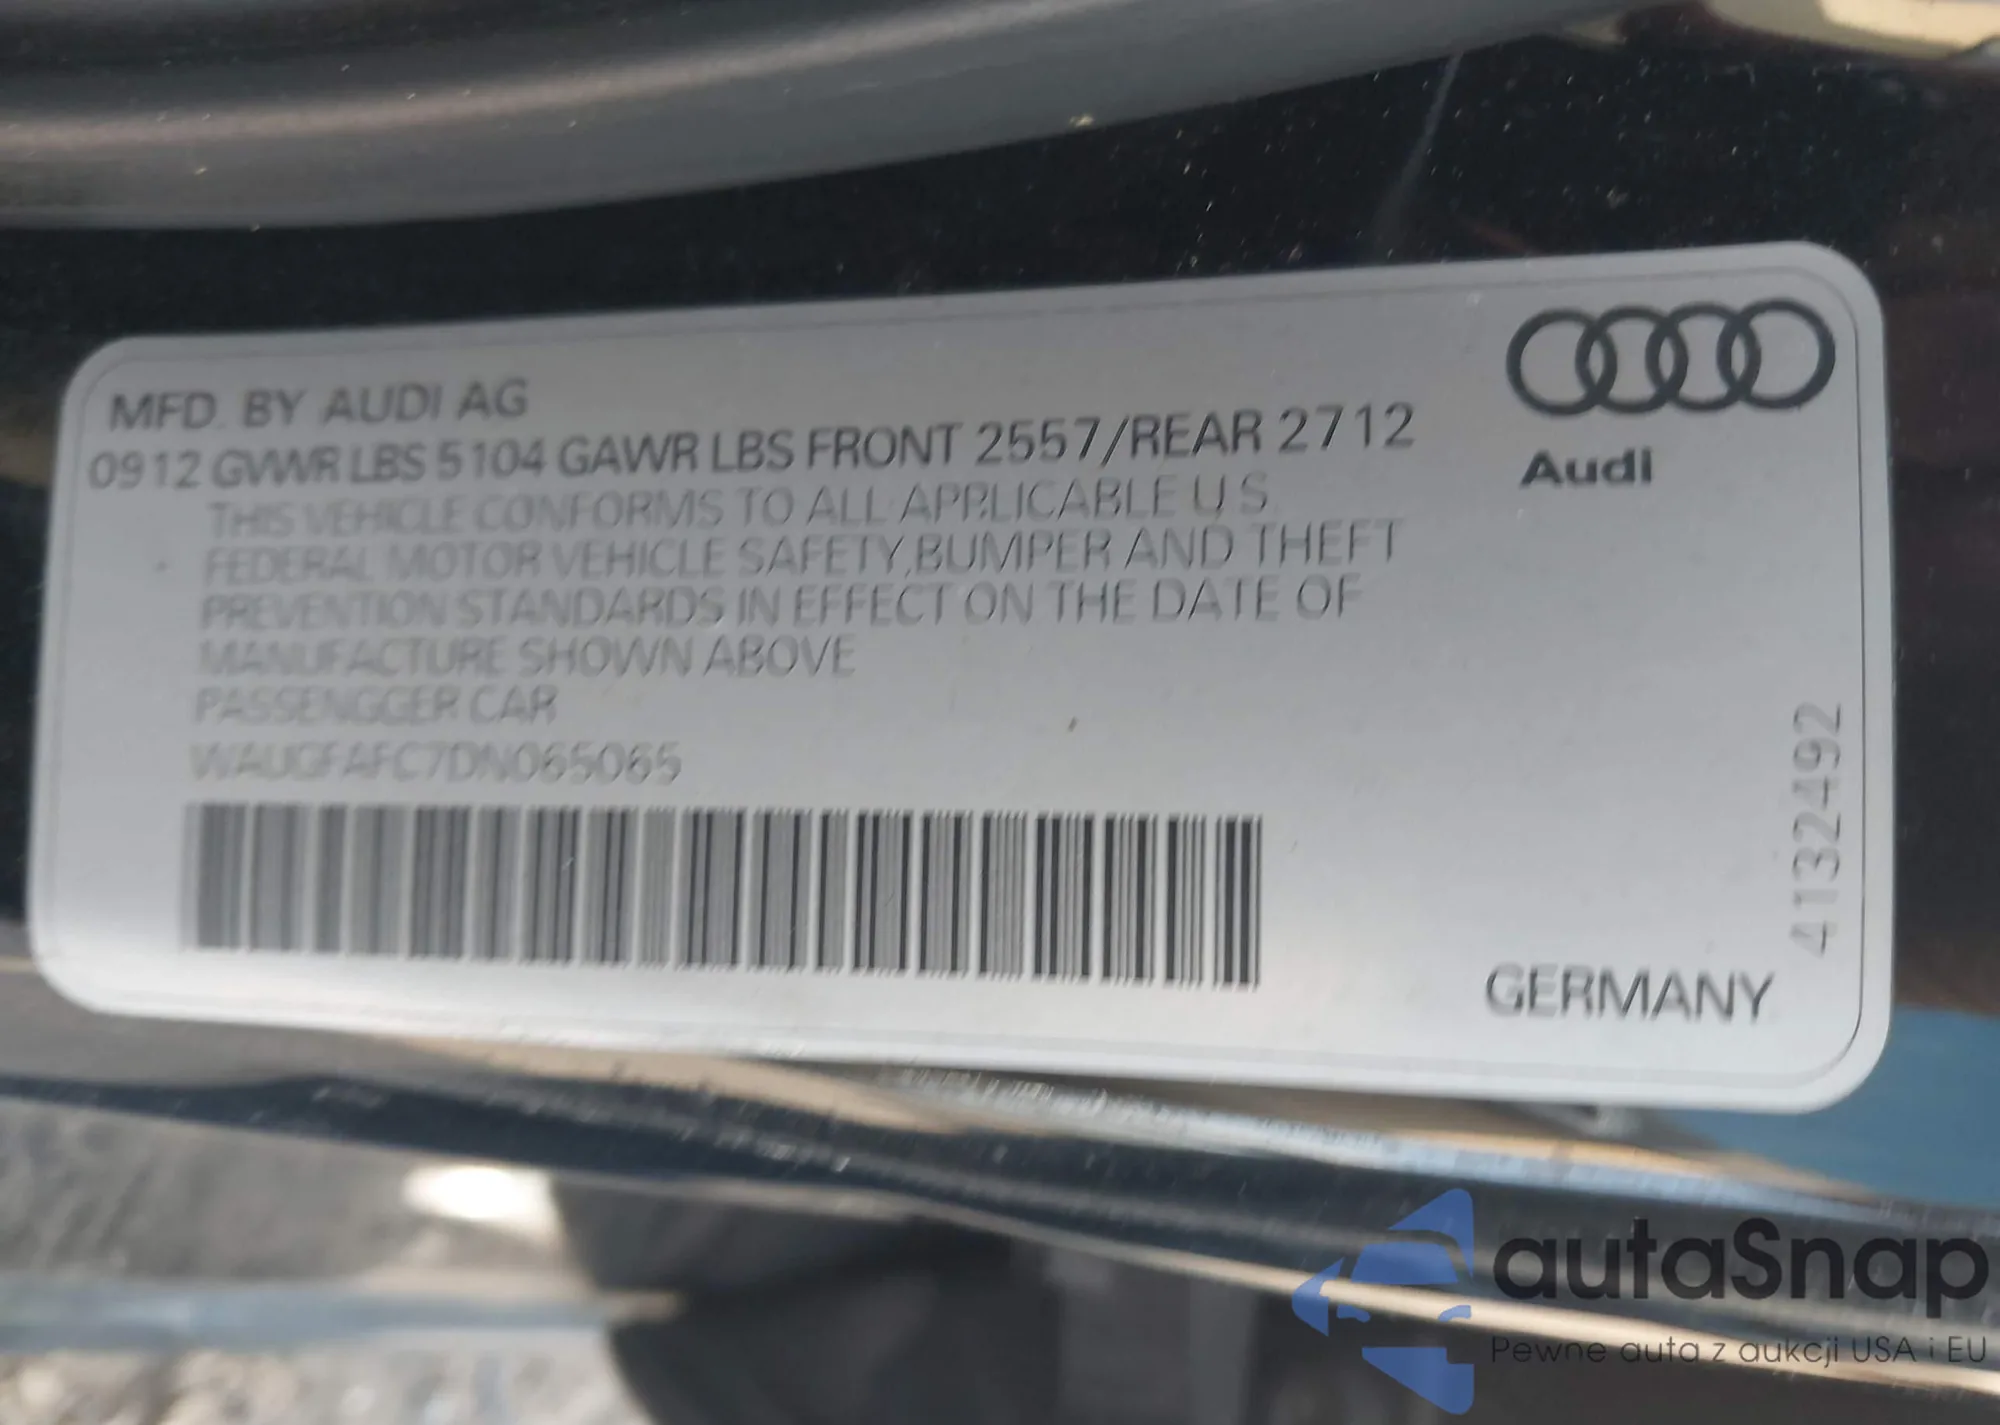 MFD. BY AUDI AG
0912 GVWR LBS 5104 GAWR LBS FRONT 2557/REAR 2712
THIS VEHICLE CONFORMS TO ALL APPLICABLE U S
FEDERAL MOTOR VEHICLE SAFETY,BUMPER AND THEFT
PREVENTION STANDARDS IN EFFECT ON THE DATE OF
MANUFACTURE SHOWN ABOVE
PASSENGGER CAR
WAUGFAFC7DN065065
Audi
4132492
GERMANY
autaSnap
Pewne auta z aukcji USA i EU